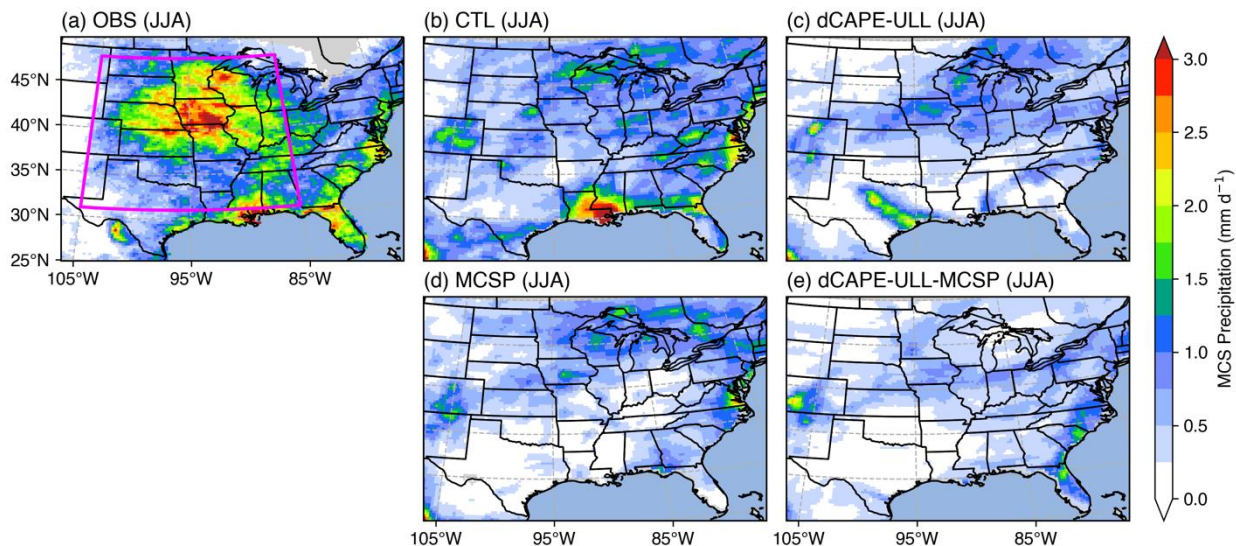 (a) OBS (JJA)
(b) CTL (JJA)
(c) dCAPE-ULL (JJA)
45°N
40°N
35°N
30°N
25°N
105°W 95°W 85°W
(d) MCSP (JJA)
(e) dCAPE-ULL-MCSP (JJA)
105°W 95°W 85°W
105°W 95°W 85°W
3.0
2.5
2.0
1.5
1.0
0.5
0.0
MCS Precipitation (mm d⁻¹)